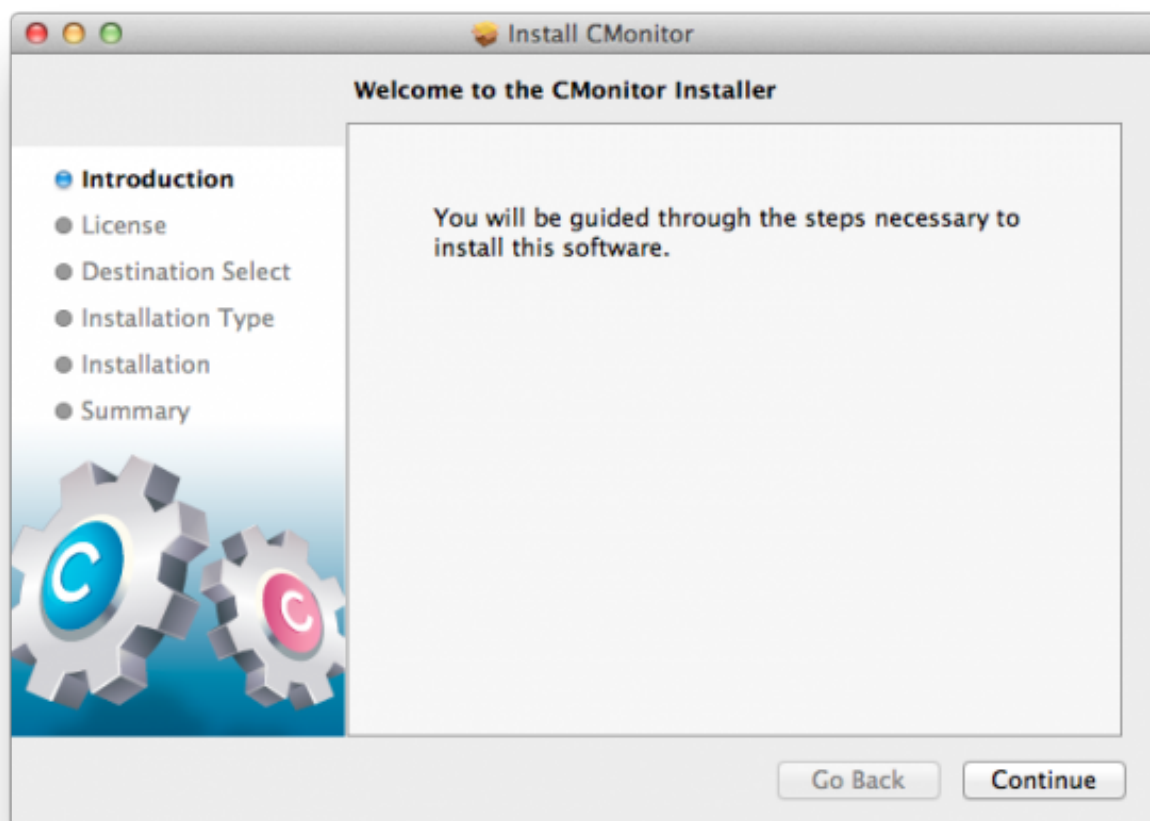 Install CMonitor
Welcome to the CMonitor Installer
Introduction
License
Destination Select
Installation Type
Installation
Summary
You will be guided through the steps necessary to
install this software.
C
C
Go Back
Continue